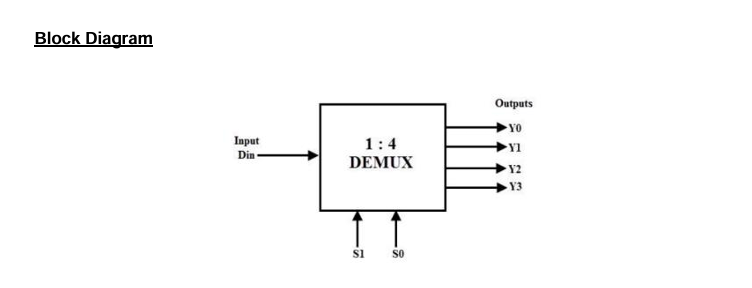 Block Diagram
Outputs
Y0
Input
1 : 4
Y1
Din
DEMUX
Y2
Y3
S1 S0